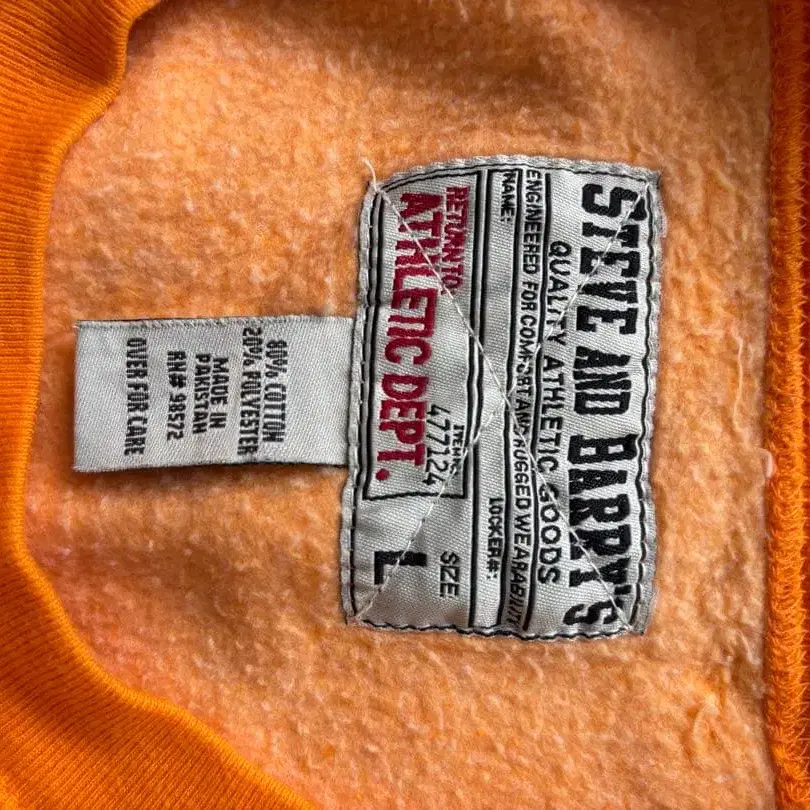 STEVE AND BARRY'S
QUALITY ATHLETIC GOODS
ENGINEERED FOR COMFORT AND RUGGED WEARABILITY
NAME: LOCKER#:
RETURN TO:
ATHLETIC DEPT.
ITEM#:
477124
SIZE
L
80% COTTON
20% POLYESTER
MADE IN
PAKISTAN
RN# 98572
OVER FOR CARE